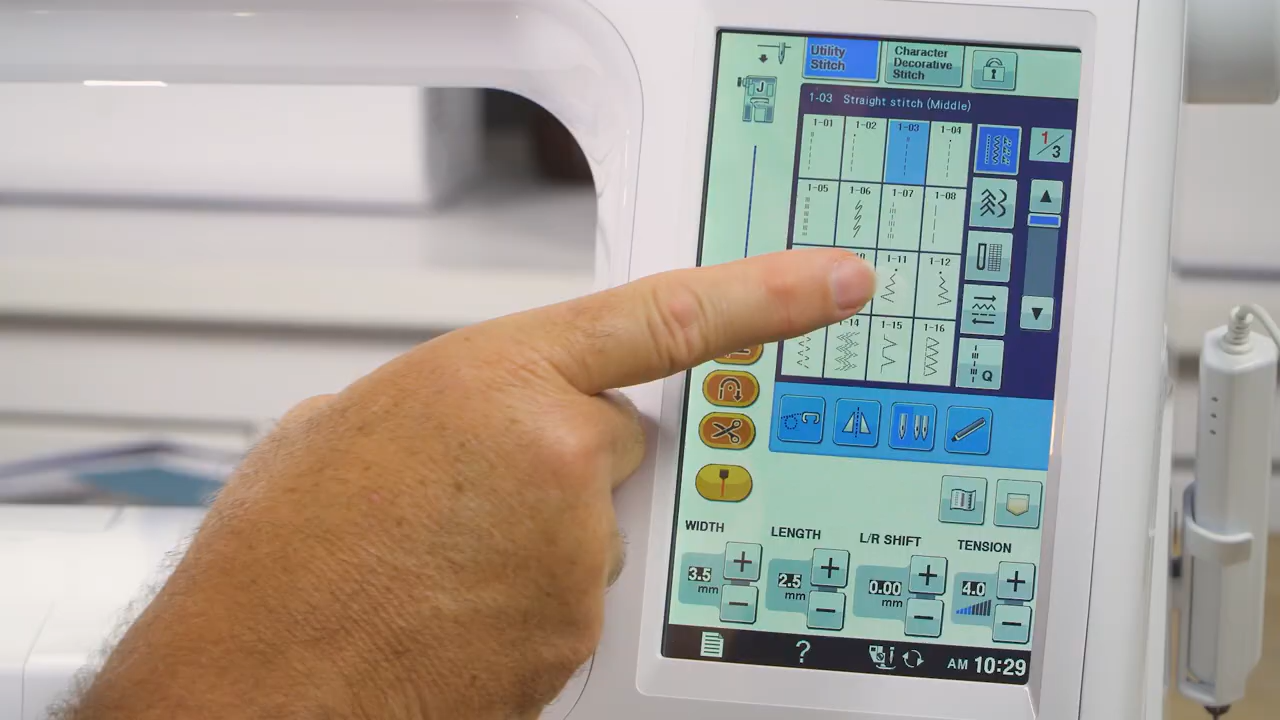 Utility
Stitch
Character
Decorative
Stitch
J
1-03 Straight stitch (Middle)
1-01 1-02 1-03 1-04
1
3
1-05 1-06 1-07 1-08
1-11 1-12
1-14 1-15 1-16
Q
WIDTH LENGTH L/R SHIFT TENSION
3.5 2.5 0.00 4.0
mm mm mm
? AM 10:29